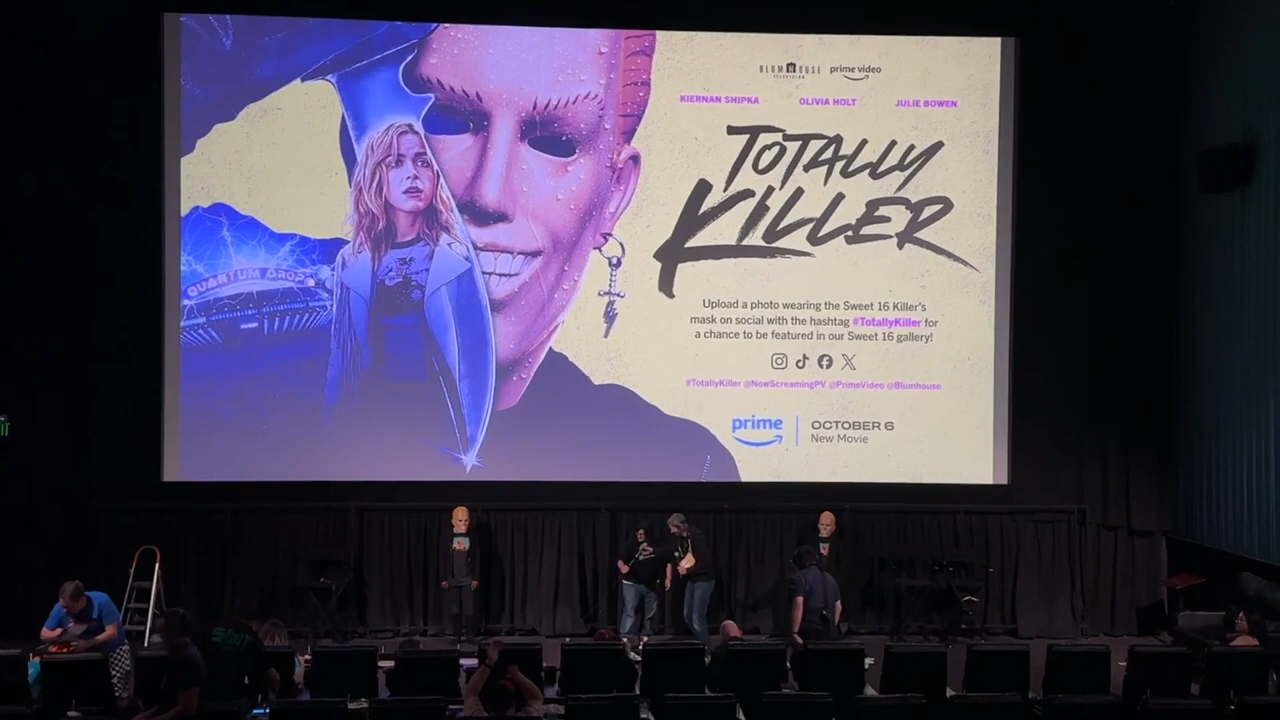 BLUMHOUSE prime video
TELEVISION
KIERNAN SHIPKA OLIVIA HOLT JULIE BOWEN
TOTALLY
KILLER
QUANTUM DROP
Upload a photo wearing the Sweet 16 Killer's
mask on social with the hashtag #TotallyKiller for
a chance to be featured in our Sweet 16 gallery!
#TotallyKiller @NowScreamingPV @PrimeVideo @Blumhouse
prime OCTOBER 6
New Movie